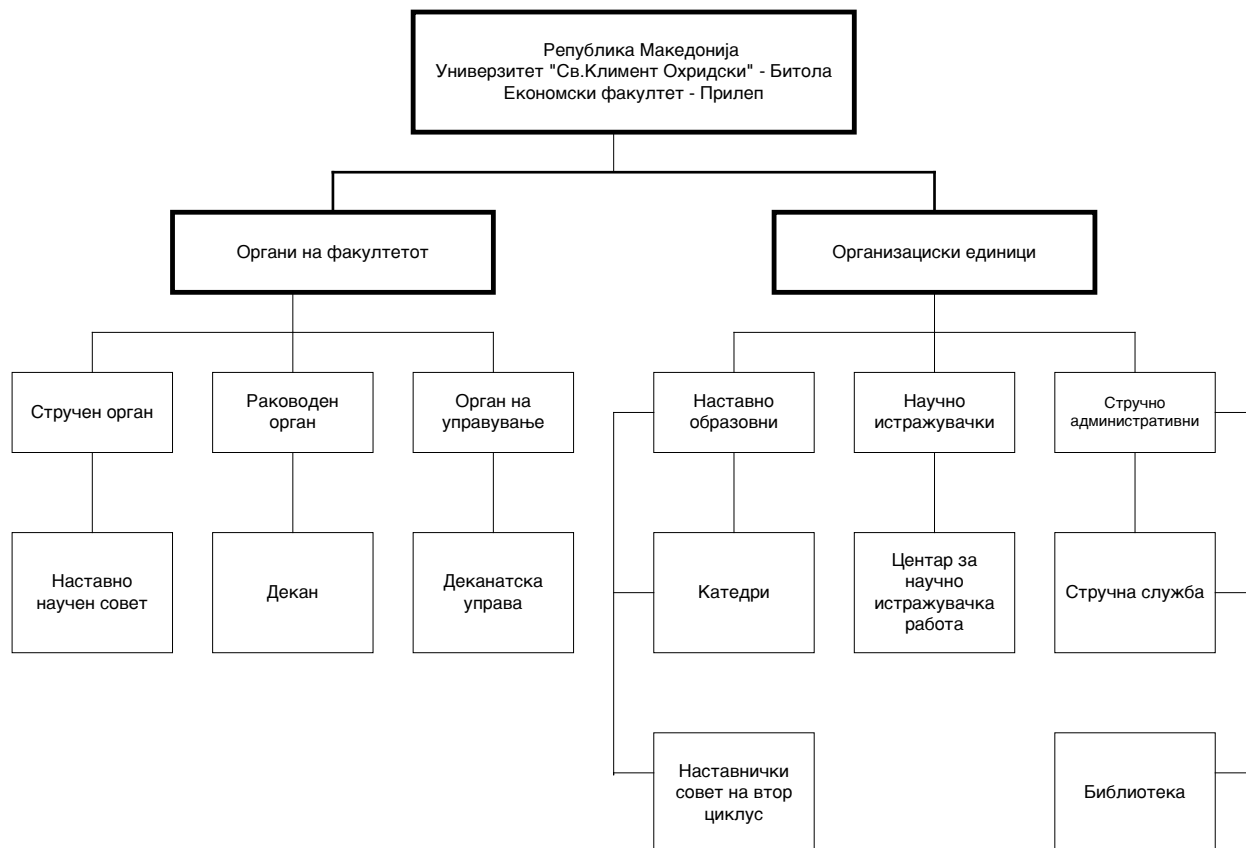 Република Македонија
Универзитет "Св.Климент Охридски" - Битола
Економски факултет - Прилеп
Органи на факултетот
Организациски единици
Стручен орган
Раководен
орган
Орган на
управување
Наставно
образовни
Научно
истражувачки
Стручно
административни
Наставно
научен совет
Декан
Деканатска
управа
Катедри
Центар за
научно
истражувачка
работа
Стручна служба
Наставнички
совет на втор
циклус
Библиотека